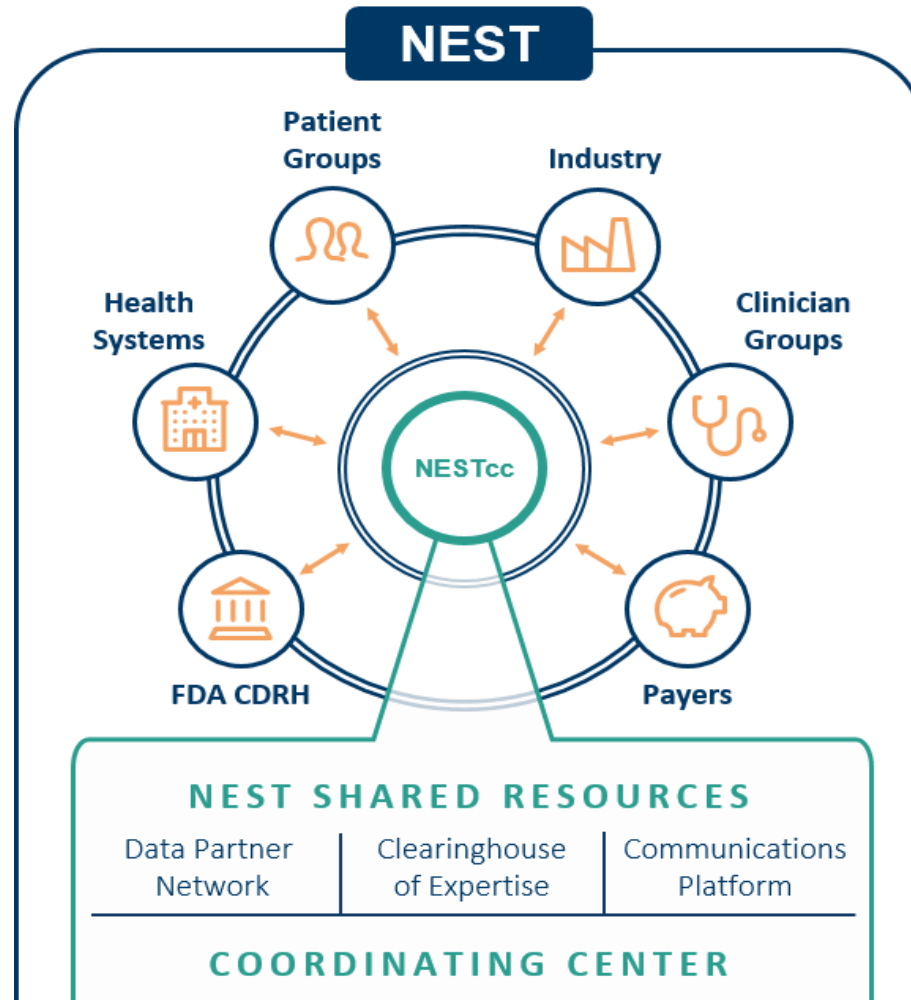 NEST
Patient
Groups
Industry
Health
Systems
Clinician
Groups
NESTcc
FDA CDRH
Payers
NEST SHARED RESOURCES
Data Partner
Network
Clearinghouse
of Expertise
Communications
Platform
COORDINATING CENTER